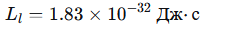 L_l = 1.83 × 10^{-32} Дж·с